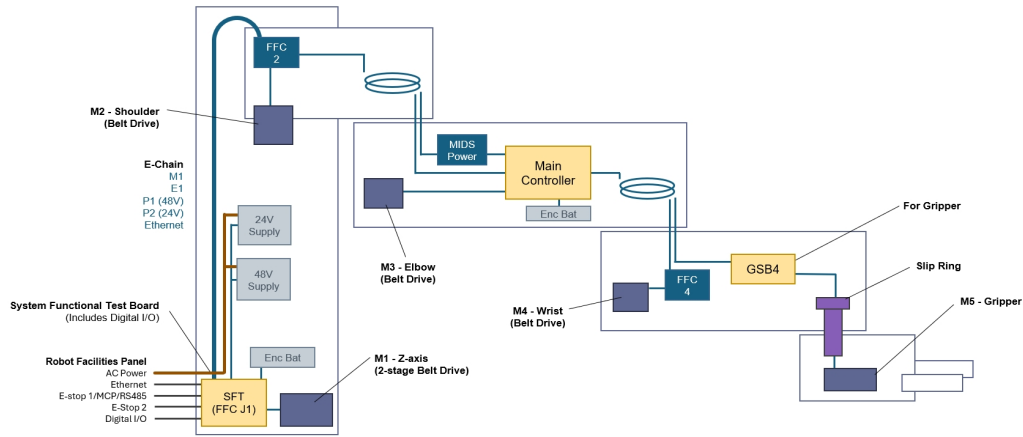 FFC
2
M2 - Shoulder
(Belt Drive)
E-Chain
M1
E1
P1 (48V)
P2 (24V)
Ethernet
24V
Supply
48V
Supply
System Functional Test Board
(Includes Digital I/O)
Robot Facilities Panel
AC Power
Ethernet
E-stop 1/MCP/RS485
E-Stop 2
Digital I/O
Enc Bat
SFT
(FFC J1)
M1 - Z-axis
(2-stage Belt Drive)
MIDS
Power
Main
Controller
Enc Bat
M3 - Elbow
(Belt Drive)
For Gripper
GSB4
Slip Ring
FFC
4
M4 - Wrist
(Belt Drive)
M5 - Gripper